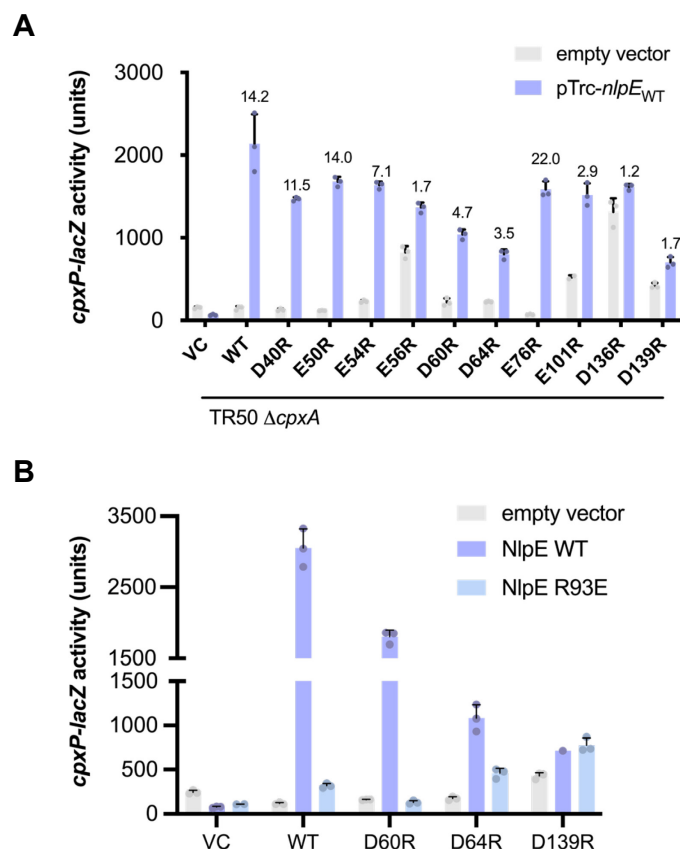 A
empty vector
pTrc-nlpE_WT
cpxP-lacZ activity (units)
3000
2000
1000
0
14.2
11.5
14.0
7.1
1.7
4.7
3.5
22.0
2.9
1.2
1.7
VC
WT
D40R
E50R
E54R
E56R
D60R
D64R
E76R
E101R
D136R
D139R
TR50 ΔcpxA
B
empty vector
NlpE WT
NlpE R93E
cpxP-lacZ activity (units)
3500
2500
1500
1500
1000
500
0
VC
WT
D60R
D64R
D139R